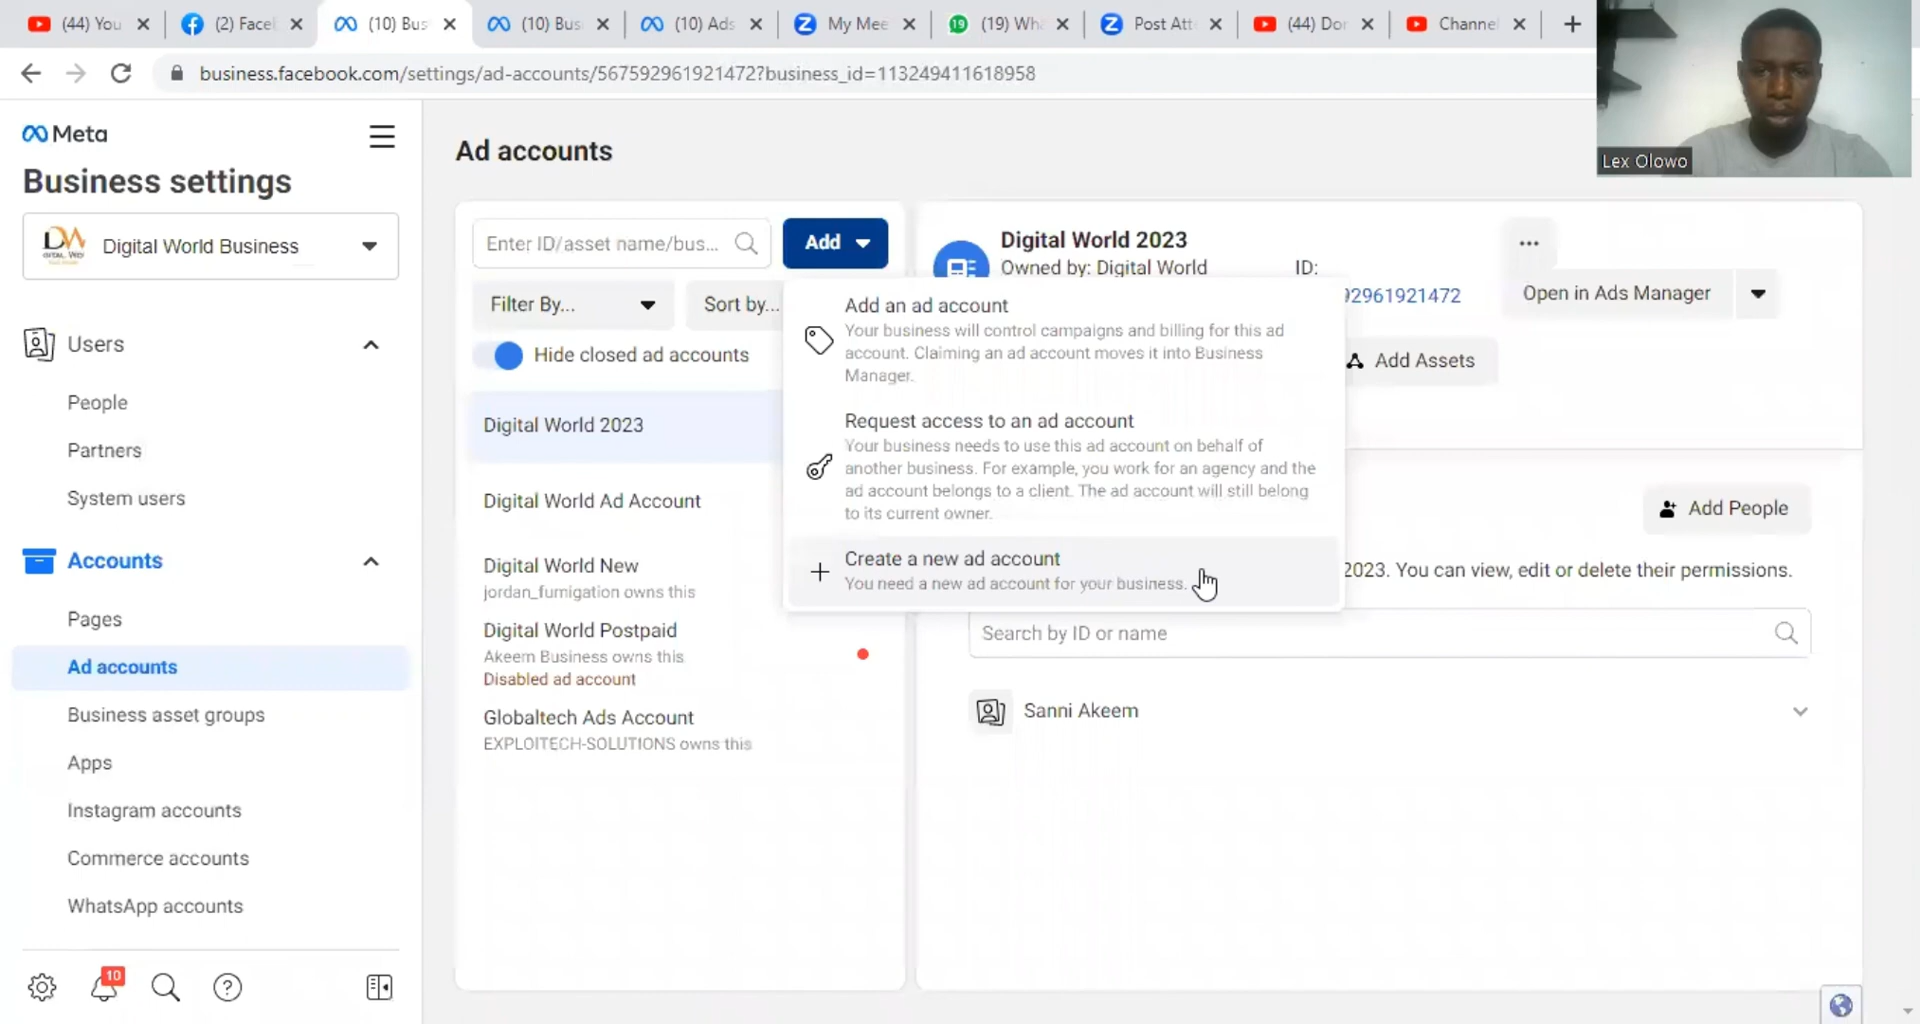 (44) You
(2) Face
(10) Bus
(10) Bus
(10) Ads
My Mee
19
(19) Wh
Post Att
(44) Don
Channel
business.facebook.com/settings/ad-accounts/567592961921472?business_id=113249411618958
Lex Olowo
Meta
Business settings
DW
Digital World Business
Users
People
Partners
System users
Accounts
Pages
Ad accounts
Business asset groups
Apps
Instagram accounts
Commerce accounts
WhatsApp accounts
10
Ad accounts
Enter ID/asset name/bus...
Add
Filter By...
Sort by...
Hide closed ad accounts
Digital World 2023
Digital World Ad Account
Digital World New
jordan_fumigation owns this
Digital World Postpaid
Akeem Business owns this
Disabled ad account
Globaltech Ads Account
EXPLOITECH-SOLUTIONS owns this
Add an ad account
Your business will control campaigns and billing for this ad
account. Claiming an ad account moves it into Business
Manager.
Request access to an ad account
Your business needs to use this ad account on behalf of
another business. For example, you work for an agency and the
ad account belongs to a client. The ad account will still belong
to its current owner.
Create a new ad account
You need a new ad account for your business.
Digital World 2023
Owned by: Digital World
ID:
92961921472
Open in Ads Manager
Add Assets
Add People
2023. You can view, edit or delete their permissions.
Search by ID or name
Sanni Akeem